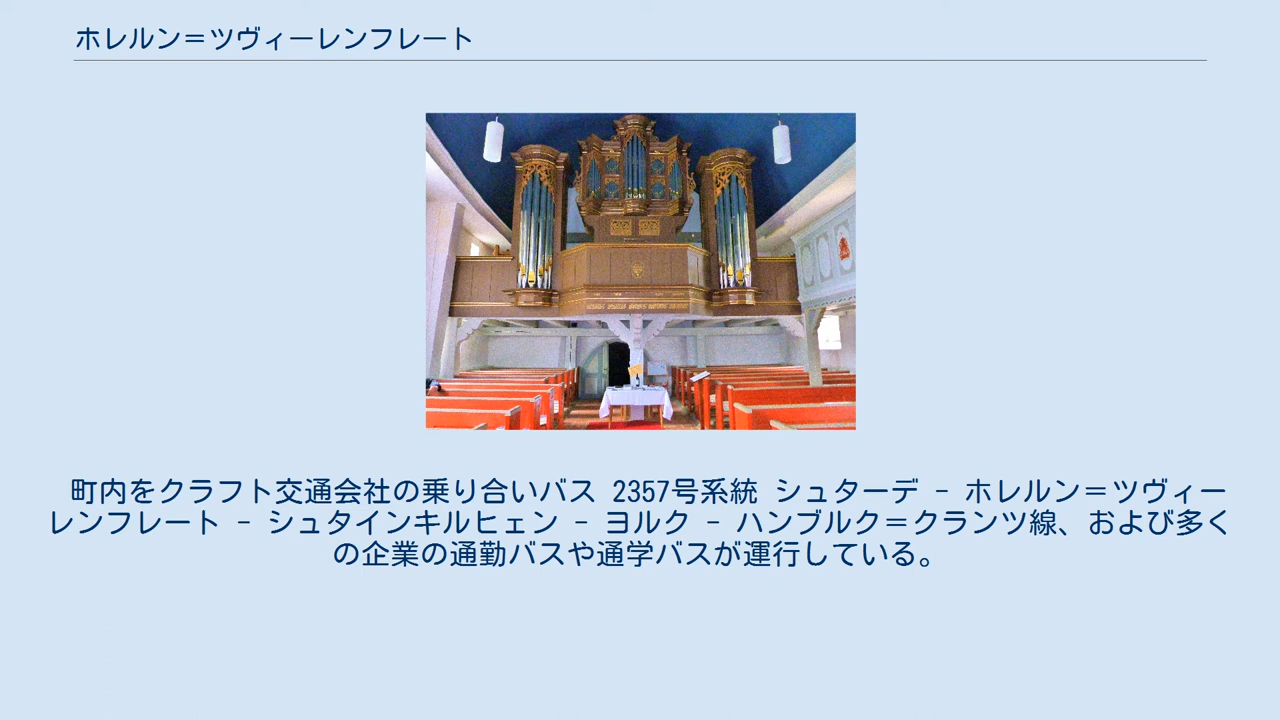 ホレルン＝ツヴィーレンフレート
町内をクラフト交通会社の乗り合いバス 2357号系統 シュターデ - ホレルン＝ツヴィー
レンフレート - シュタインキルヒェン - ヨルク - ハンブルク＝クランツ線、および多く
の企業の通勤バスや通学バスが運行している。